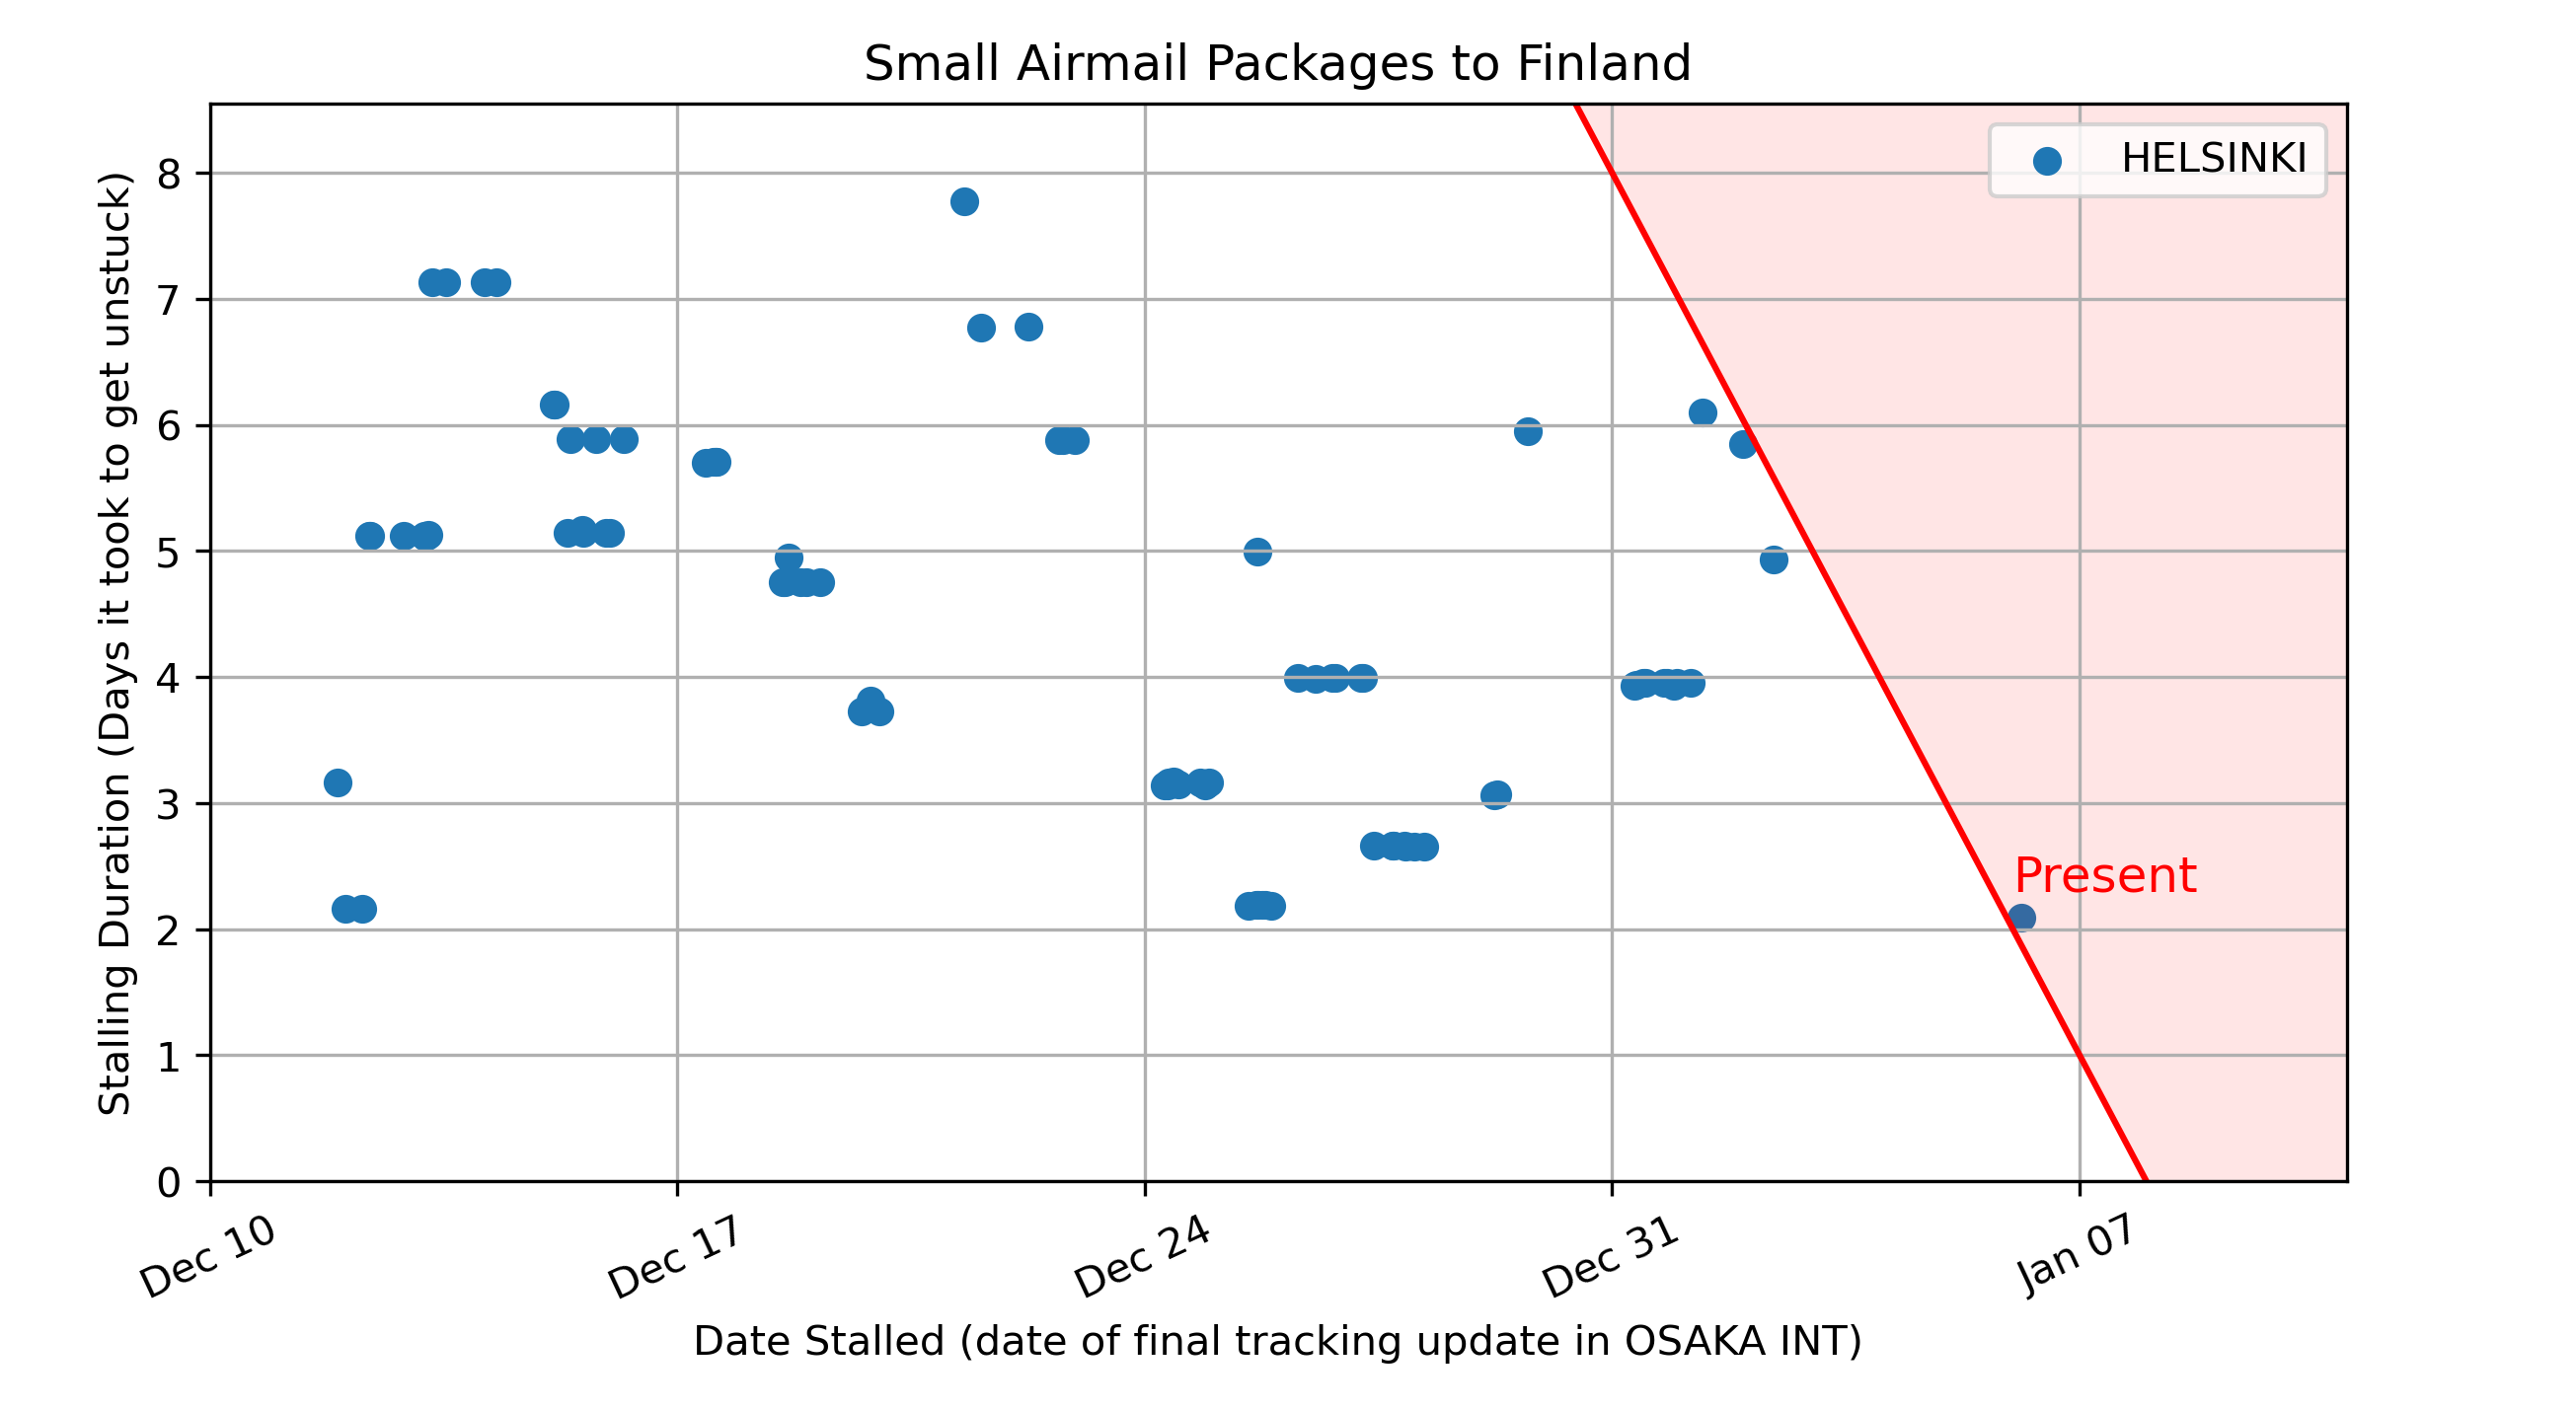 Small Airmail Packages to Finland
HELSINKI
Stalling Duration (Days it took to get unstuck)
8
7
6
5
4
3
2
1
0
Present
Dec 10
Dec 17
Dec 24
Dec 31
Jan 07
Date Stalled (date of final tracking update in OSAKA INT)